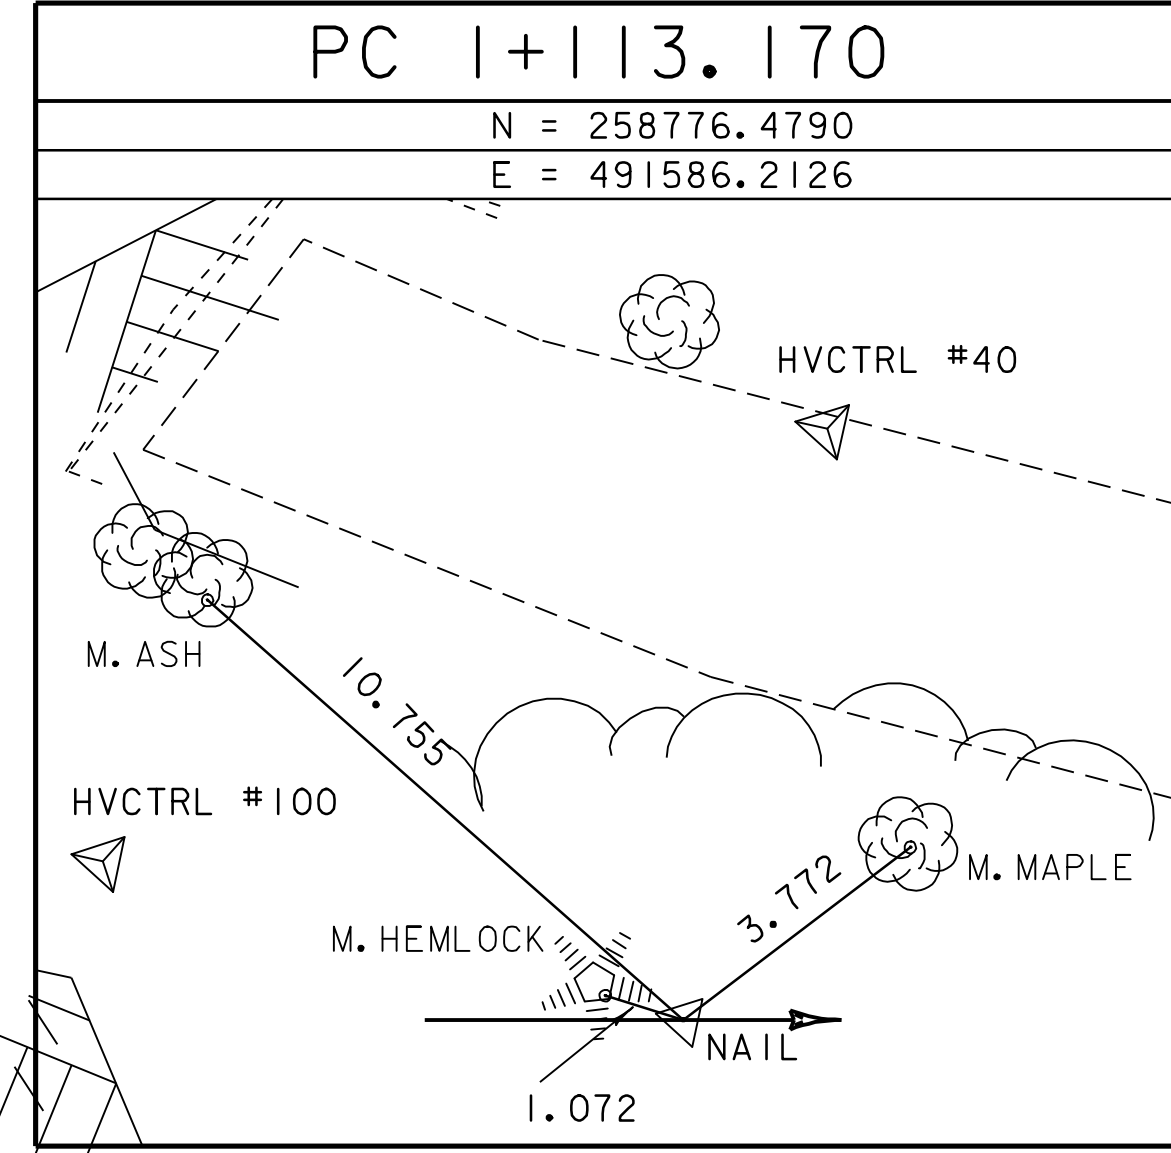 PC 1+113.170
N = 258776.4790
E = 491586.2126
HVCTRL #40
M. ASH
10.755
HVCTRL #100
M. MAPLE
3.772
M. HEMLOCK
NAIL
1.072